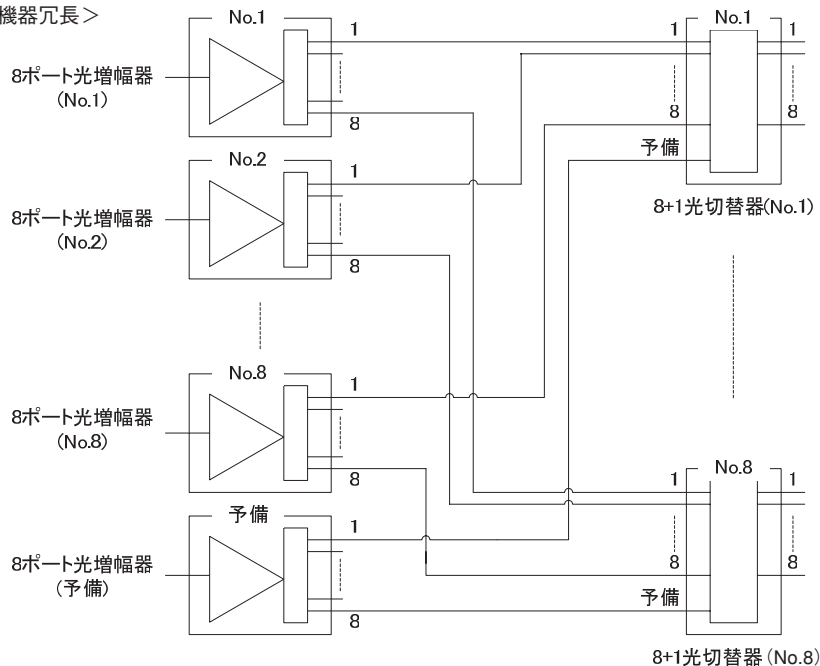 機器冗長＞
No.1
1
8
8ポート光増幅器
(No.1)
No.2
1
8
8ポート光増幅器
(No.2)
No.8
1
8
8ポート光増幅器
(No.8)
予備
1
8
8ポート光増幅器
(予備)
No.1
1
8
予備
1
8
8+1光切替器(No.1)
No.8
1
8
予備
1
8
8+1光切替器(No.8)